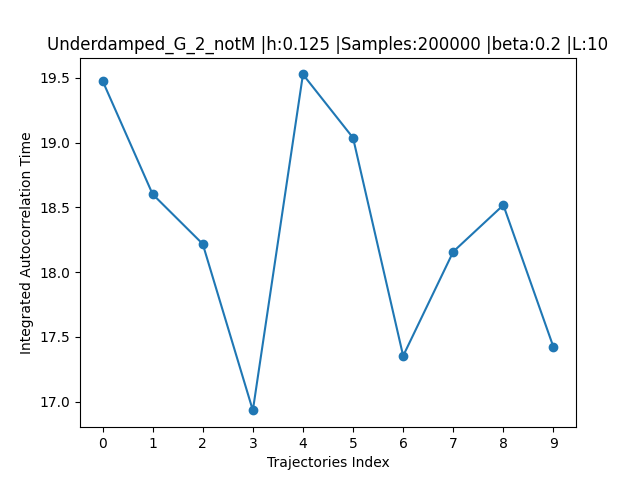 Underdamped_G_2_notM |h:0.125 |Samples:200000 |beta:0.2 |L:10
Integrated Autocorrelation Time
19.5
19.0
18.5
18.0
17.5
17.0
0 1 2 3 4 5 6 7 8 9
Trajectories Index